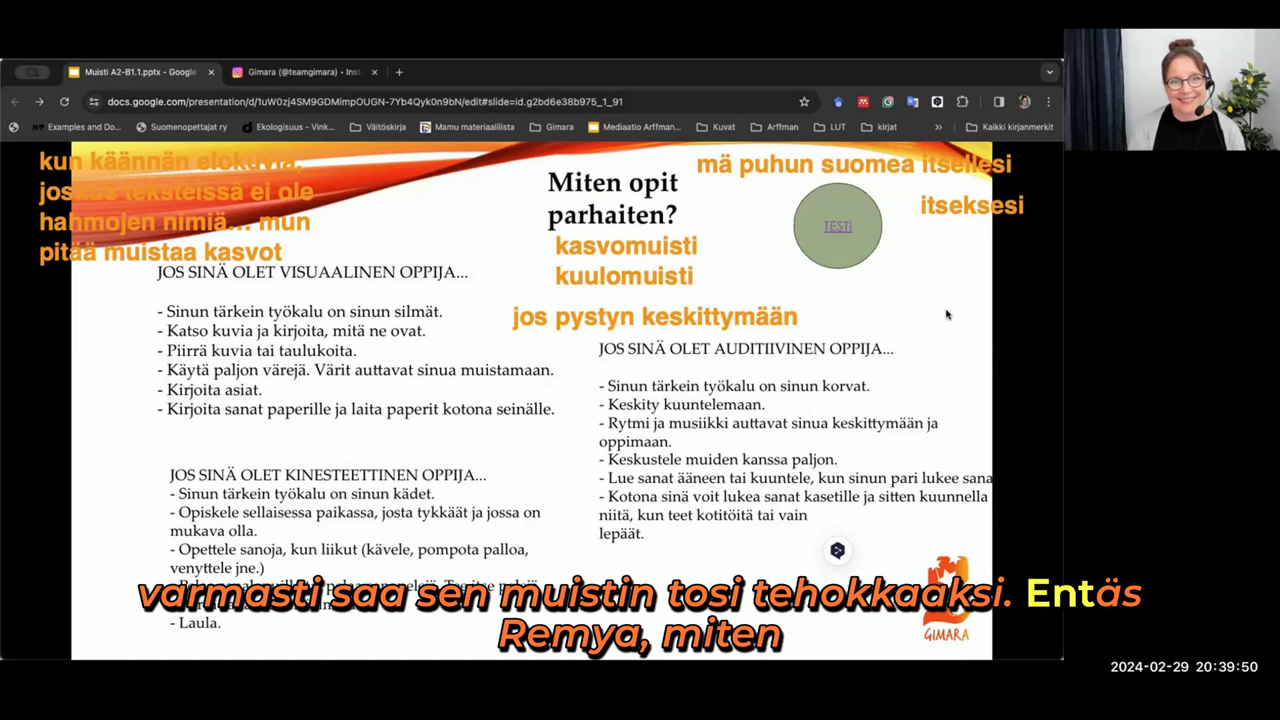 Muisti A2-B1.1.pptx - Google
Gimara (@teamgimara) • Inst
docs.google.com/presentation/d/1uW0zj4SM9GDMimpOUGN-7Yb4Qyk0n9bN/edit#slide=id.g2bd6e38b975_1_91
Examples and Do...
Suomenopettajat ry
Ekologisuus - Vink...
Väitöskirja
Mamu materiaalilista
Gimara
Mediaatio Arffman...
Kuvat
Arffman
LUT
kirjat
»
Kaikki kirjanmerkit
kun käännän elokuvia,
joskus teksteissä ei ole
hahmojen nimiä... mun
pitää muistaa kasvot
Miten opit
parhaiten?
kasvomuisti
kuulomuisti
jos pystyn keskittymään
mä puhun suomea itsellesi
itseksesi
TESTI
JOS SINÄ OLET VISUAALINEN OPPIJA...
- Sinun tärkein työkalu on sinun silmät.
- Katso kuvia ja kirjoita, mitä ne ovat.
- Piirrä kuvia tai taulukoita.
- Käytä paljon värejä. Värit auttavat sinua muistamaan.
- Kirjoita asiat.
- Kirjoita sanat paperille ja laita paperit kotona seinälle.
JOS SINÄ OLET AUDITIIVINEN OPPIJA...
- Sinun tärkein työkalu on sinun korvat.
- Keskity kuuntelemaan.
- Rytmi ja musiikki auttavat sinua keskittymään ja
oppimaan.
- Keskustele muiden kanssa paljon.
- Lue sanat ääneen tai kuuntele, kun sinun pari lukee sana
- Kotona sinä voit lukea sanat kasetille ja sitten kuunnella
niitä, kun teet kotitöitä tai vain
lepäät.
JOS SINÄ OLET KINESTEETTINEN OPPIJA...
- Sinun tärkein työkalu on sinun kädet.
- Opiskele sellaisessa paikassa, josta tykkäät ja jossa on
mukava olla.
- Opettele sanoja, kun liikut (kävele, pompota palloa,
venyttele jne.)
- Laula.
GIMARA
varmasti saa sen muistin tosi tehokkaaksi. Entäs
Remya, miten
2024-02-29 20:39:50